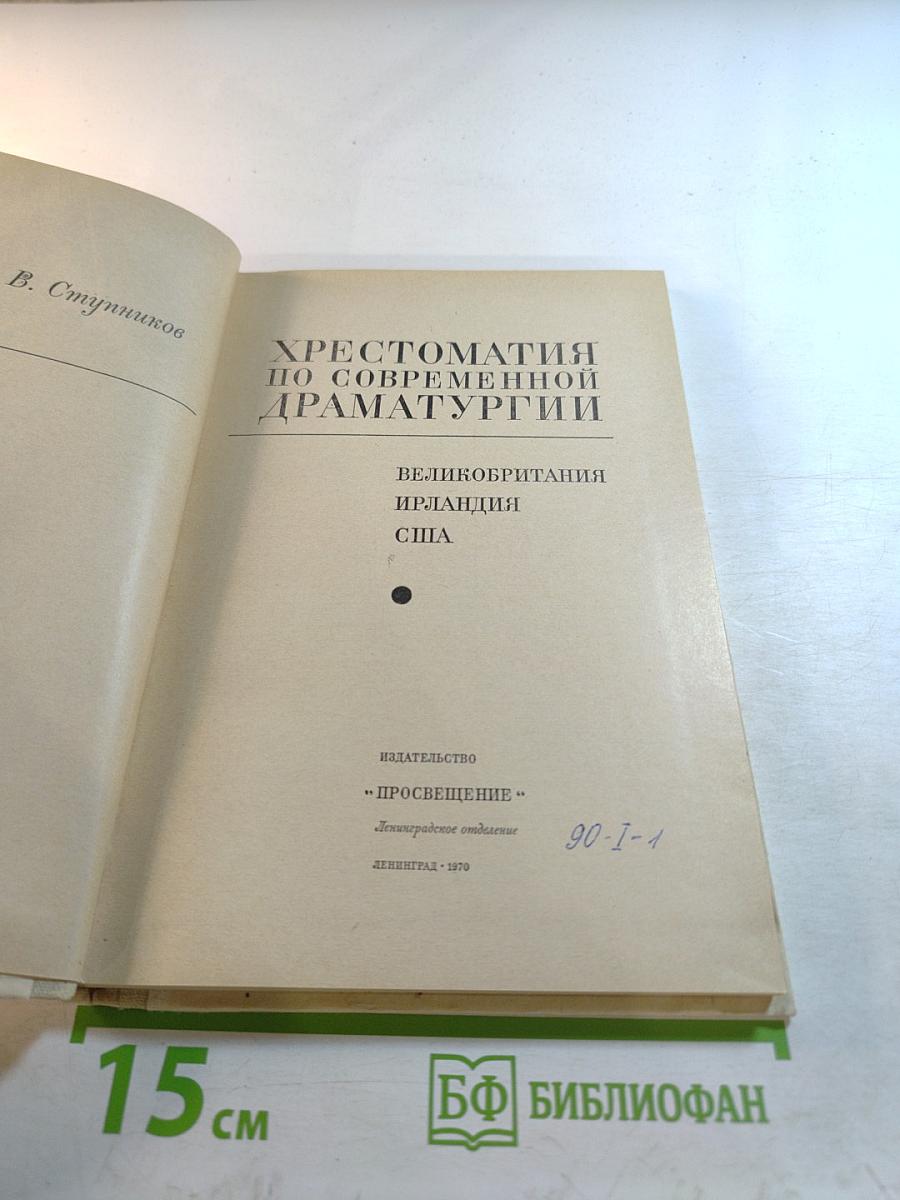 В. Ступников
ХРЕСТОМАТИЯ
ПО СОВРЕМЕННОЙ
ДРАМАТУРГИИ
ВЕЛИКОБРИТАНИЯ
ИРЛАНДИЯ
США
ИЗДАТЕЛЬСТВО
„ПРОСВЕЩЕНИЕ“
Ленинградское отделение
ЛЕНИНГРАД · 1970
90-I-1
15 см
БФ БИБЛИОФАН